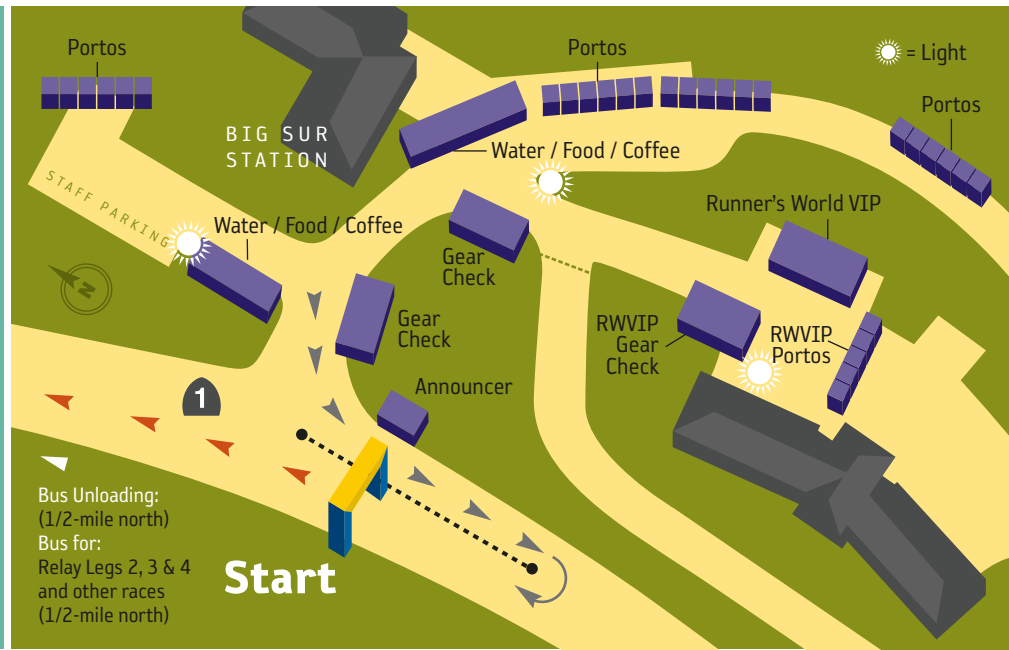 Portos
Portos
= Light
Portos
BIG SUR
STATION
Water / Food / Coffee
STAFF PARKING
Water / Food / Coffee
Runner's World VIP
Gear
Check
N
Gear
Check
RWVIP
Gear
Check
RWVIP
Portos
Announcer
1
Bus Unloading:
(1/2-mile north)
Bus for:
Relay Legs 2, 3 & 4
and other races
(1/2-mile north)
Start